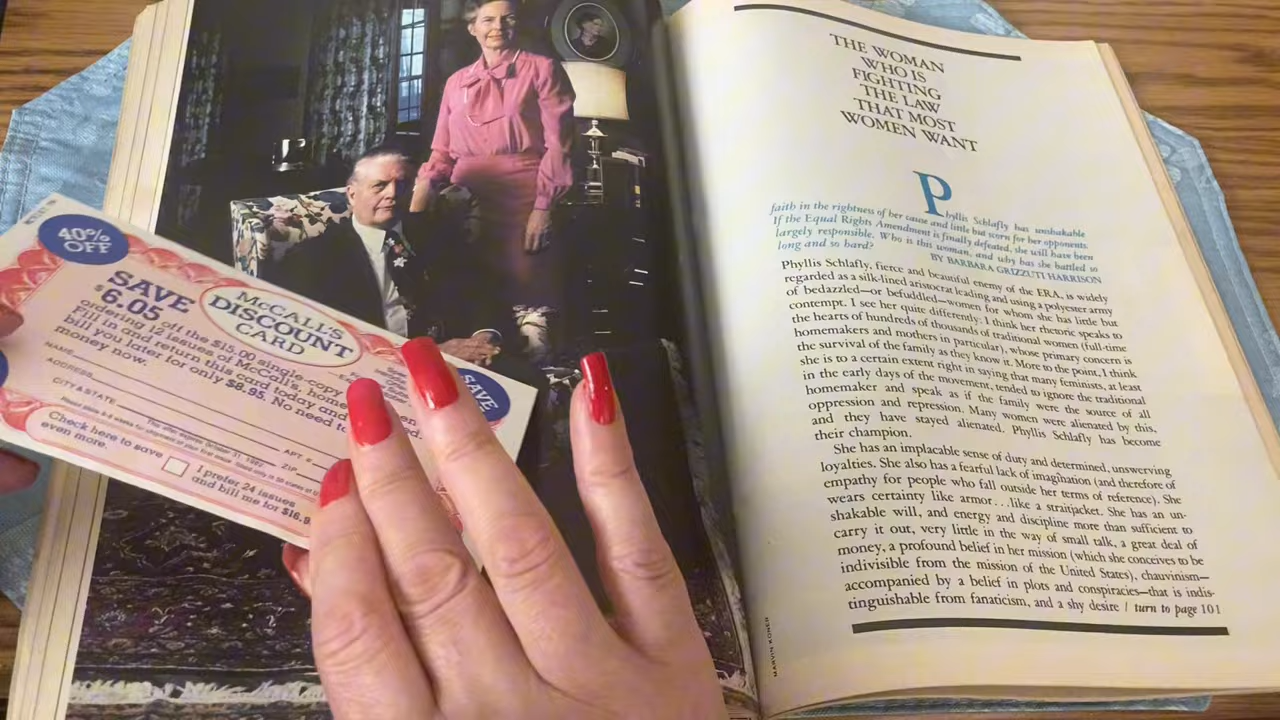 40%
OFF
SAVE
$6.05
McCALL'S
DISCOUNT
CARD
off the $15.00 single-copy
ordering 12 issues
Fill in and return this card today and
bill you later for only $8.95. No need to
money now.
NAME
ADDRESS
CITY & STATE
APT #
ZIP
This offer expires October 31, 1982.
Check here to save
even more.
I prefer 24 issues
and bill me for $16.9
SAVE
THE WOMAN
WHO IS
FIGHTING
THE LAW
THAT MOST
WOMEN WANT
Phyllis Schlafly has unshakable
faith in the rightness of her cause and little but scorn for her opponents.
If the Equal Rights Amendment is finally defeated, she will have been
largely responsible. Who is this woman, and why has she battled so
long and so hard?
BY BARBARA GRIZZUTI HARRISON
Phyllis Schlafly, fierce and beautiful enemy of the ERA, is widely
regarded as a silk-lined aristocrat leading and using a polyester army
of bedazzled—or befuddled—women for whom she has little but
contempt. I see her quite differently: I think her rhetoric speaks to
the hearts of hundreds of thousands of traditional women (full-time
homemakers and mothers in particular), whose primary concern is
the survival of the family as they know it. More to the point, I think
she is to a certain extent right in saying that many feminists, at least
in the early days of the movement, tended to ignore the traditional
homemaker and speak as if the family were the source of all
oppression and repression. Many women were alienated by this,
and they have stayed alienated. Phyllis Schlafly has become
their champion.
She has an implacable sense of duty and determined, unswerving
loyalties. She also has a fearful lack of imagination (and therefore of
empathy for people who fall outside her terms of reference). She
wears certainty like armor...like a straitjacket. She has an un-
shakable will, and energy and discipline more than sufficient to
carry it out, very little in the way of small talk, a great deal of
money, a profound belief in her mission (which she conceives to be
indivisible from the mission of the United States), chauvinism—
accompanied by a belief in plots and conspiracies—that is indis-
tinguishable from fanaticism, and a shy desire / turn to page 101
MARVIN KONER